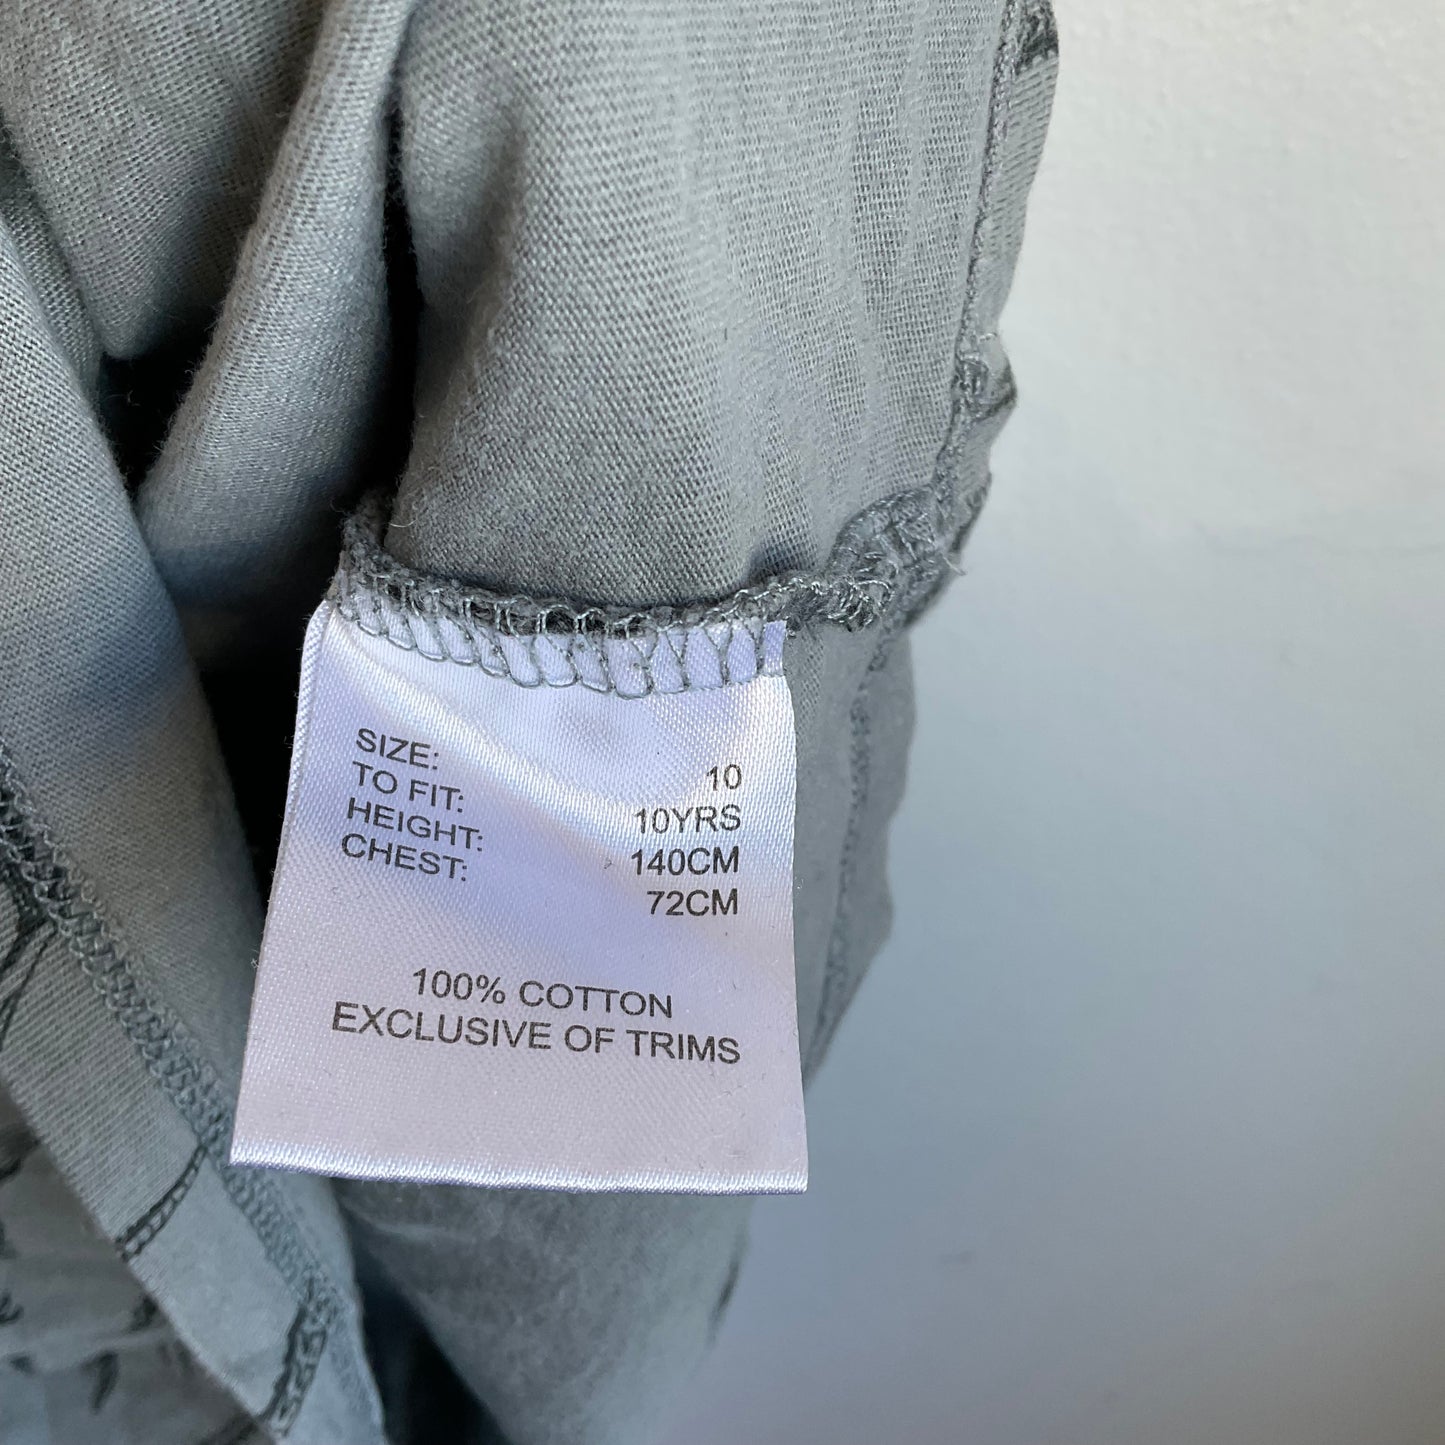 SIZE: 10
TO FIT: 10YRS
HEIGHT: 140CM
CHEST: 72CM
100% COTTON
EXCLUSIVE OF TRIMS